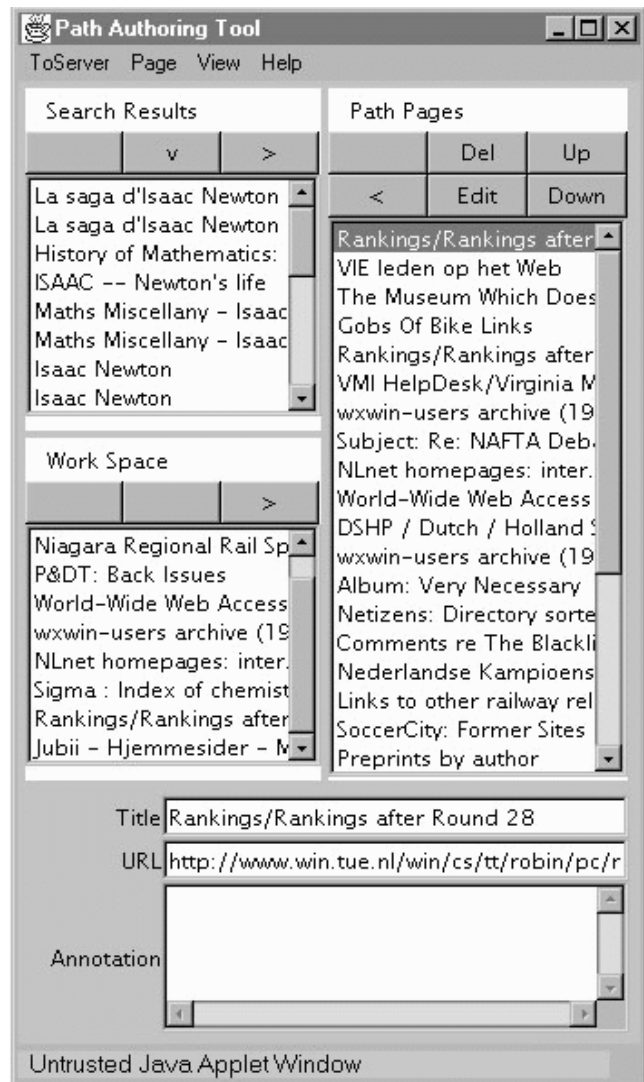 Path Authoring Tool
ToServer Page View Help
Search Results
v >
La saga d'Isaac Newton
La saga d'Isaac Newton
History of Mathematics:
ISAAC -- Newton's life
Maths Miscellany - Isaac
Maths Miscellany - Isaac
Isaac Newton
Isaac Newton
Work Space
>
Niagara Regional Rail Sp
P&DT: Back Issues
World-Wide Web Access
wxwin-users archive (19
NLnet homepages: inter.
Sigma : Index of chemist
Rankings/Rankings after
Jubii - Hjemmesider - M
Path Pages
Del Up
< Edit Down
Rankings/Rankings after
VIE leden op het Web
The Museum Which Does
Gobs Of Bike Links
Rankings/Rankings after
VMI HelpDesk/Virginia M
wxwin-users archive (19
Subject: Re: NAFTA Deb
NLnet homepages: inter.
World-Wide Web Access
DSHP / Dutch / Holland S
wxwin-users archive (19
Album: Very Necessary
Netizens: Directory sorte
Comments re The Blackli
Nederlandse Kampioens
Links to other railway rel
SoccerCity: Former Sites
Preprints by author
Title Rankings/Rankings after Round 28
URL http://www.win.tue.nl/win/cs/tt/robin/pc/r
Annotation
Untrusted Java Applet Window